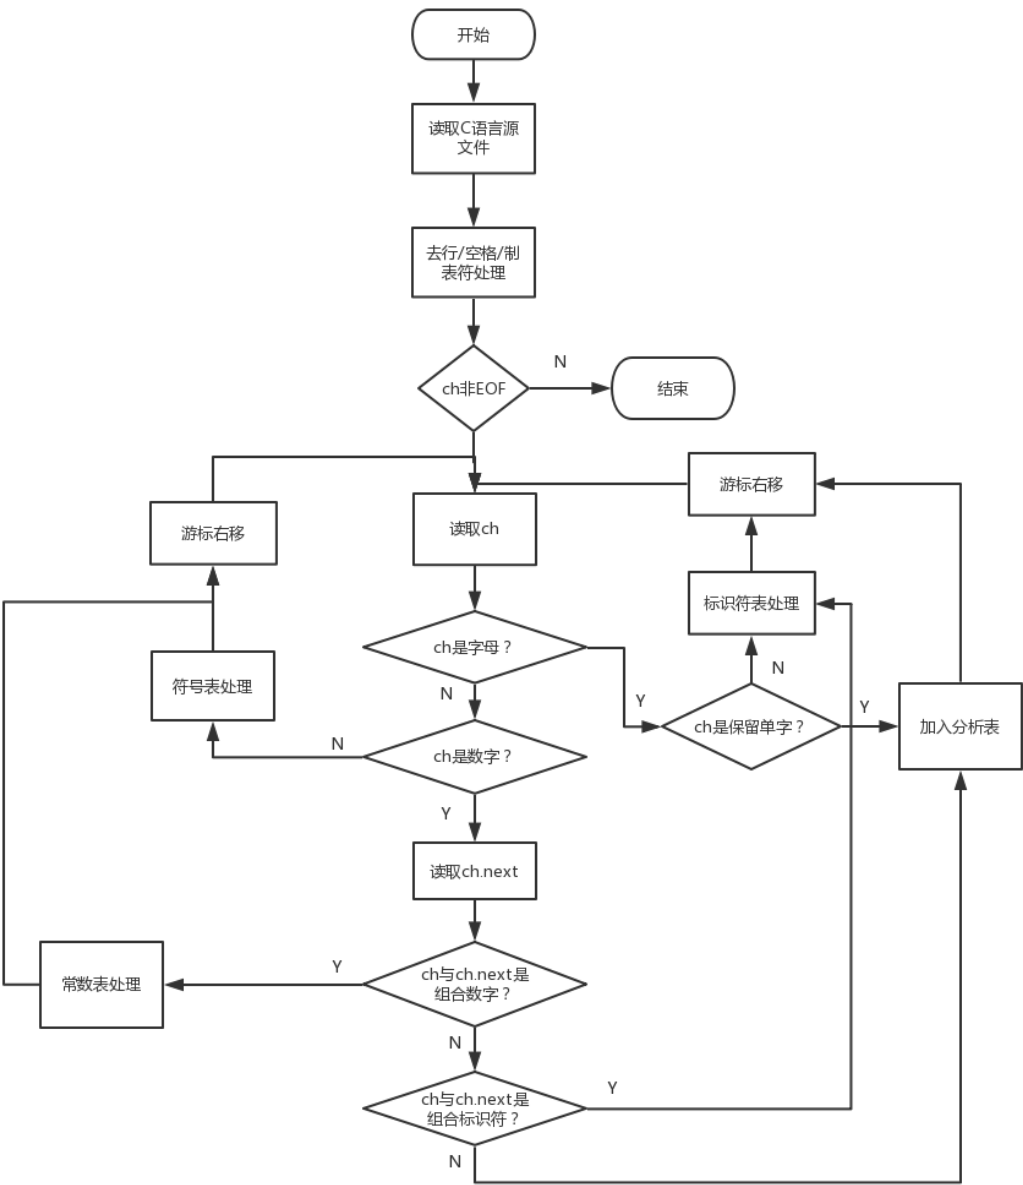 开始
读取C语言源
文件
去行/空格/制
表符处理
ch非EOF
N
结束
游标右移
读取ch
游标右移
标识符表处理
ch是字母？
N
Y
N
符号表处理
ch是保留单字？
Y
加入分析表
ch是数字？
N
Y
读取ch.next
ch与ch.next是
组合数字？
Y
常数表处理
N
ch与ch.next是
组合标识符？
Y
N